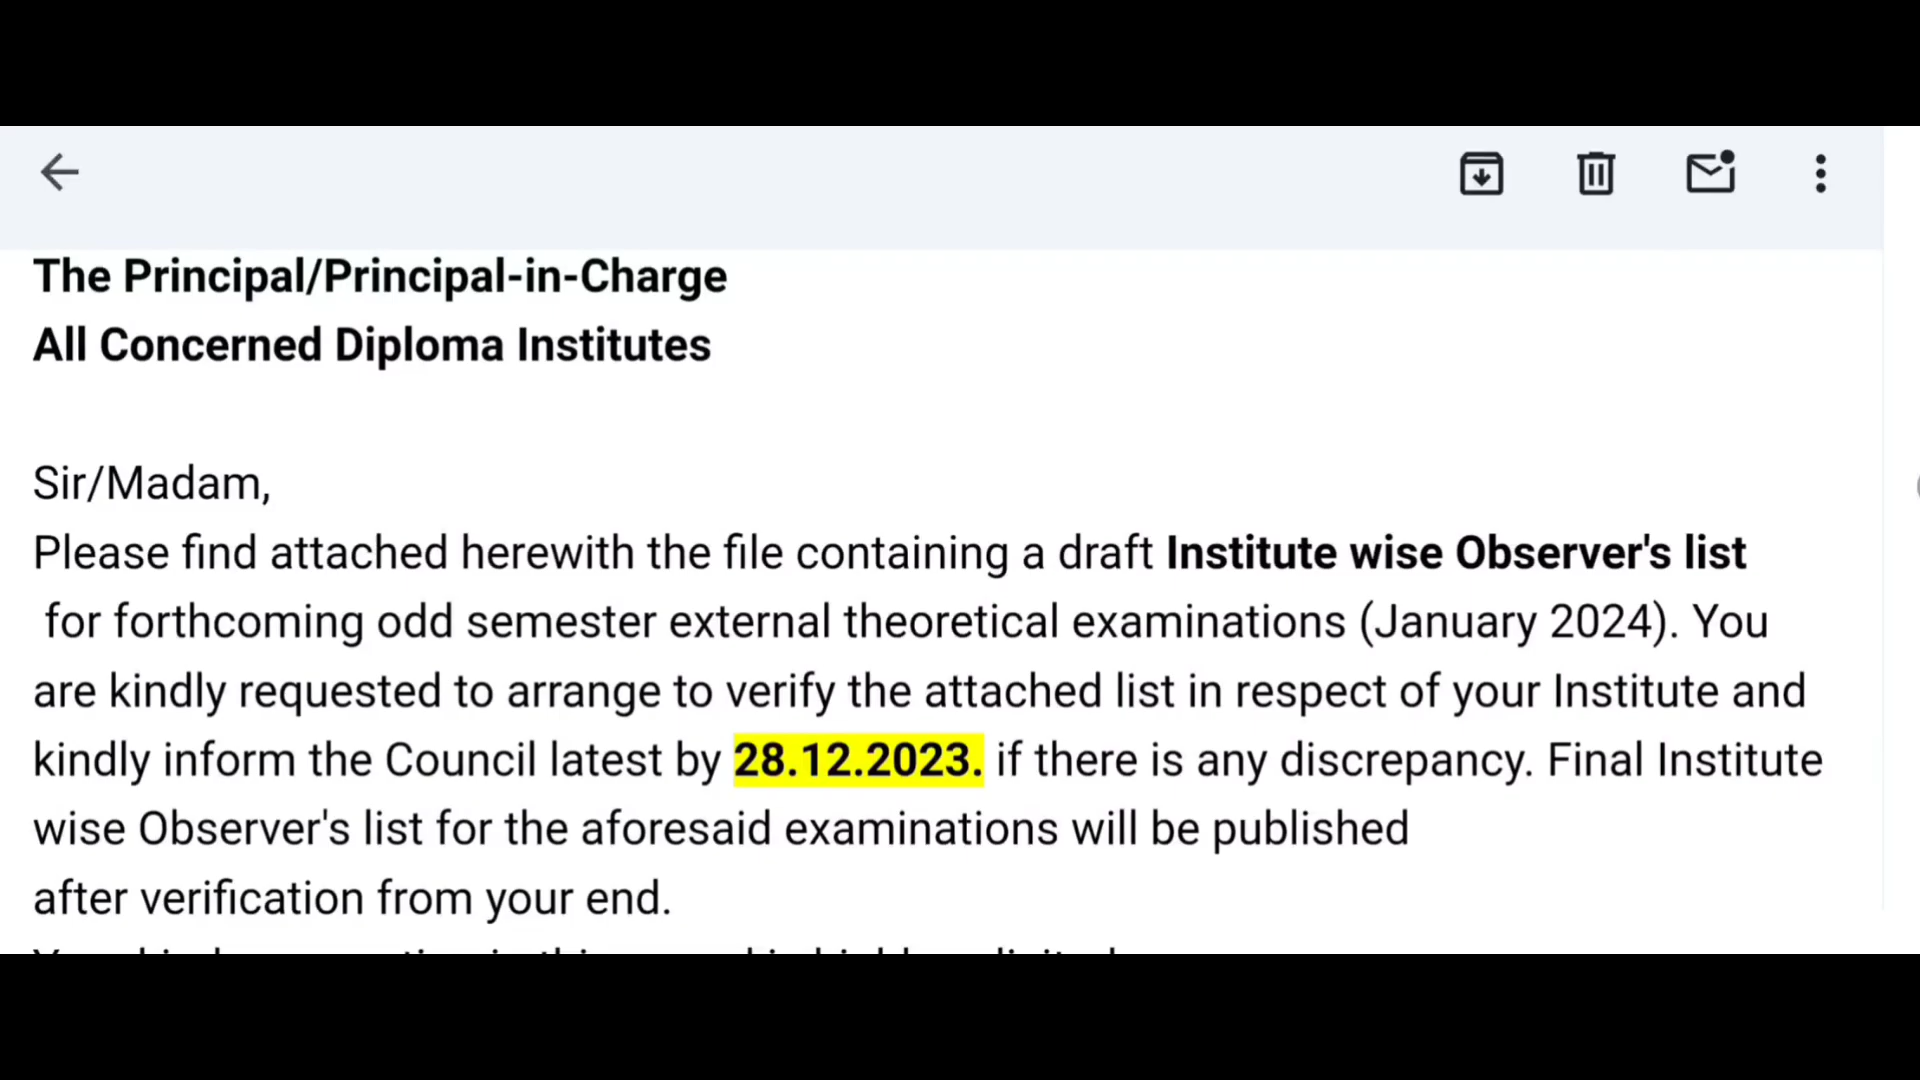 The Principal/Principal-in-Charge
All Concerned Diploma Institutes
Sir/Madam,
Please find attached herewith the file containing a draft Institute wise Observer's list
for forthcoming odd semester external theoretical examinations (January 2024). You
are kindly requested to arrange to verify the attached list in respect of your Institute and
kindly inform the Council latest by 28.12.2023. if there is any discrepancy. Final Institute
wise Observer's list for the aforesaid examinations will be published
after verification from your end.